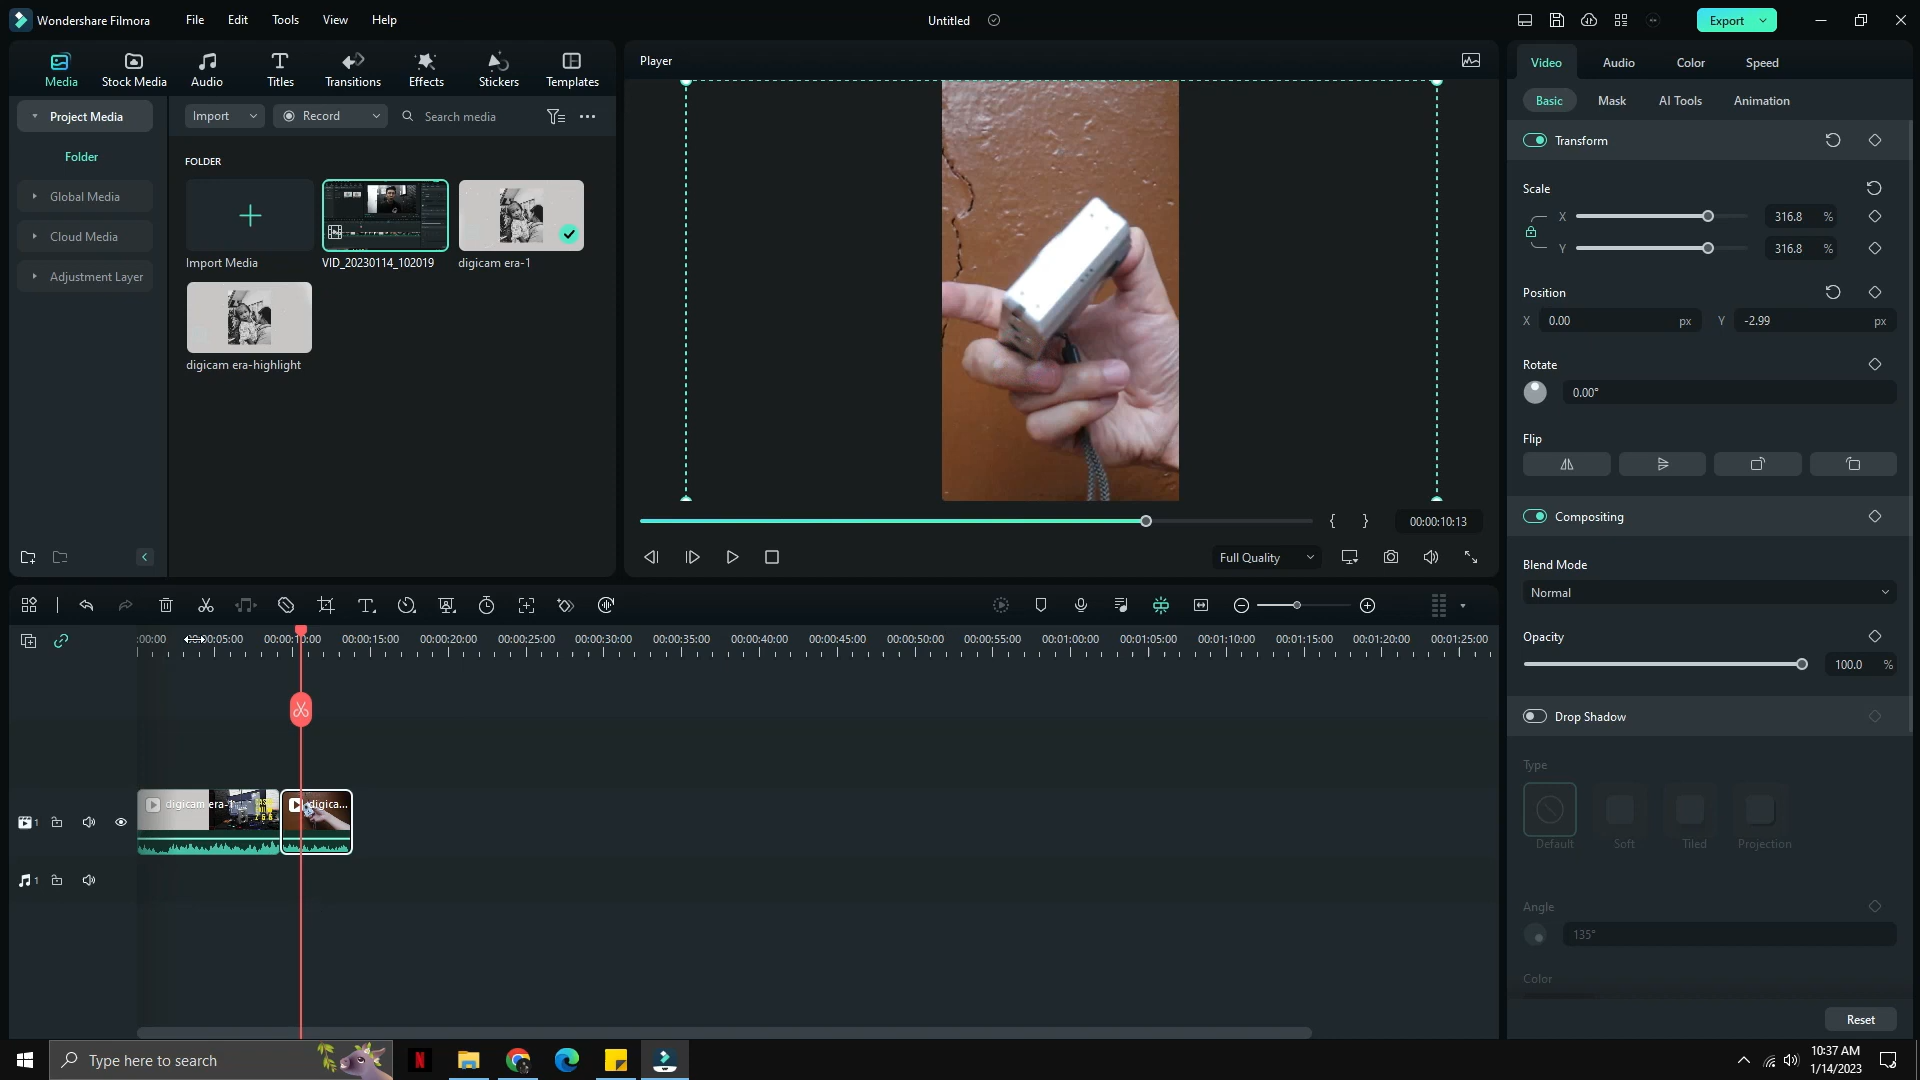 Wondershare Filmora
File
Edit
Tools
View
Help
Untitled
Export
Media
Stock Media
Audio
Titles
Transitions
Effects
Stickers
Templates
Player
Video
Audio
Color
Speed
Project Media
Import
Record
Search media
Basic
Mask
AI Tools
Animation
Folder
FOLDER
Transform
Global Media
Scale
X
316.8
%
Cloud Media
Y
316.8
%
Import Media
VID_20230114_102019
digicam era-1
Adjustment Layer
Position
X
0.00
px
Y
-2.99
px
digicam era-highlight
Rotate
0.00°
Flip
00:00:10:13
Compositing
Full Quality
Blend Mode
Normal
:00:00
00:00:10:00
00:00:15:00
00:00:20:00
00:00:25:00
00:00:30:00
00:00:35:00
00:00:40:00
00:00:45:00
00:00:50:00
00:00:55:00
00:01:00:00
00:01:05:00
00:01:10:00
00:01:15:00
00:01:20:00
00:01:25:00
Opacity
100.0
%
Drop Shadow
Type
Default
Soft
Tiled
Projection
digica...
1
1
Angle
135°
Color
Reset
Type here to search
N
10:37 AM
1/14/2023